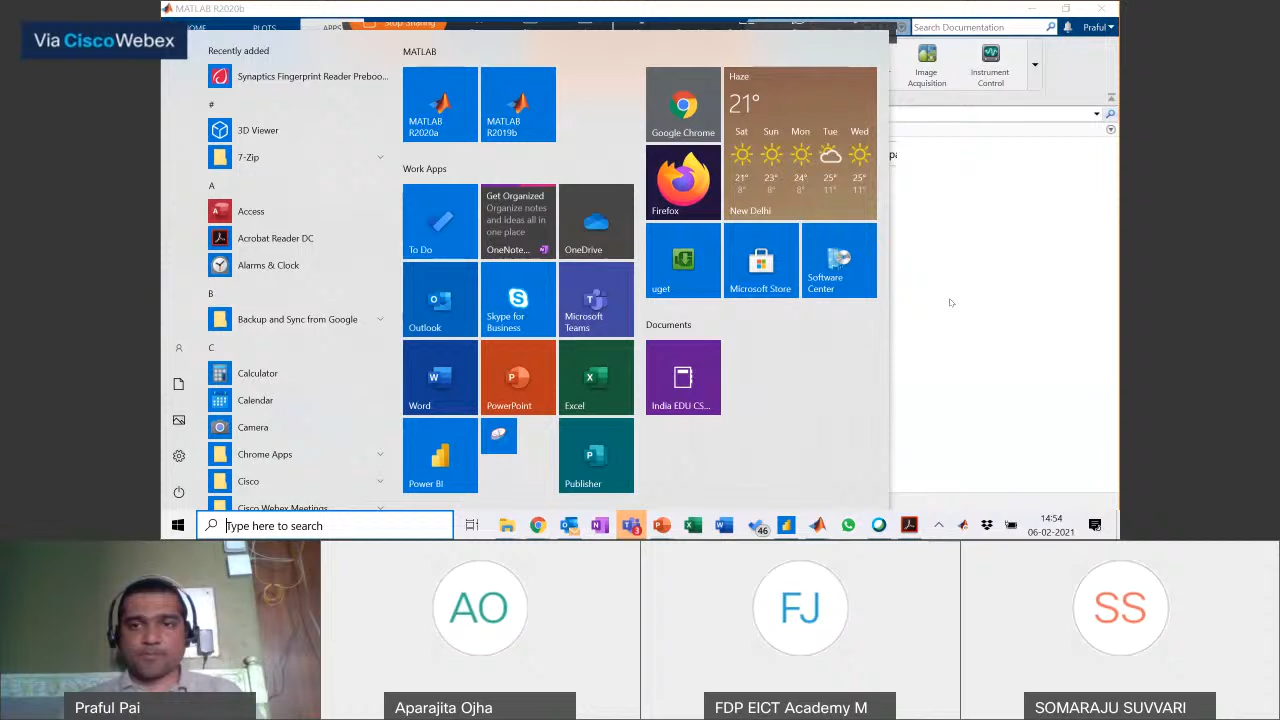 MATLAB R2020b
HOME PLOTS APPS Stop Sharing Search Documentation Praful
Via CiscoWebex
Image Acquisition
Instrument Control
Recently added
Synaptics Fingerprint Reader Preboo...
#
3D Viewer
7-Zip
A
Access
Acrobat Reader DC
Alarms & Clock
B
Backup and Sync from Google
C
Calculator
Calendar
Camera
Chrome Apps
Cisco
Cisco Webex Meetings
MATLAB
MATLAB R2020a
MATLAB R2019b
Work Apps
To Do
Get Organized
Organize notes
and ideas all in
one place
OneNote...
OneDrive
Outlook
Skype for Business
Microsoft Teams
Word
PowerPoint
Excel
Power BI
Publisher
Google Chrome
Haze
21°
Sat Sun Mon Tue Wed
21° 23° 24° 25° 25°
8° 8° 8° 11° 11°
New Delhi
Firefox
uget
Microsoft Store
Software Center
Documents
India EDU CS...
Type here to search
46
14:54
06-02-2021
Praful Pai
AO
Aparajita Ojha
FJ
FDP EICT Academy M
SS
SOMARAJU SUVVARI